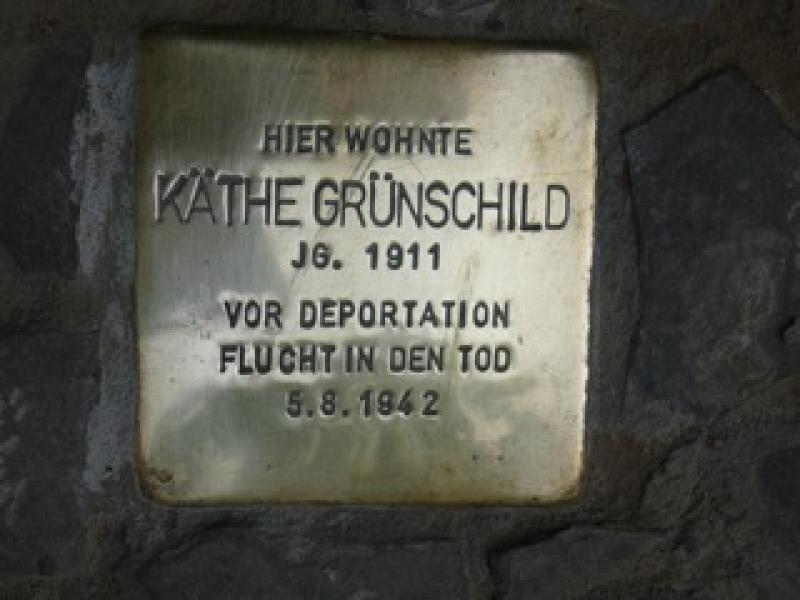 HIER WOHNTE
KÄTHE GRÜNSCHILD
JG. 1911
VOR DEPORTATION
FLUCHT IN DEN TOD
5.8.1942